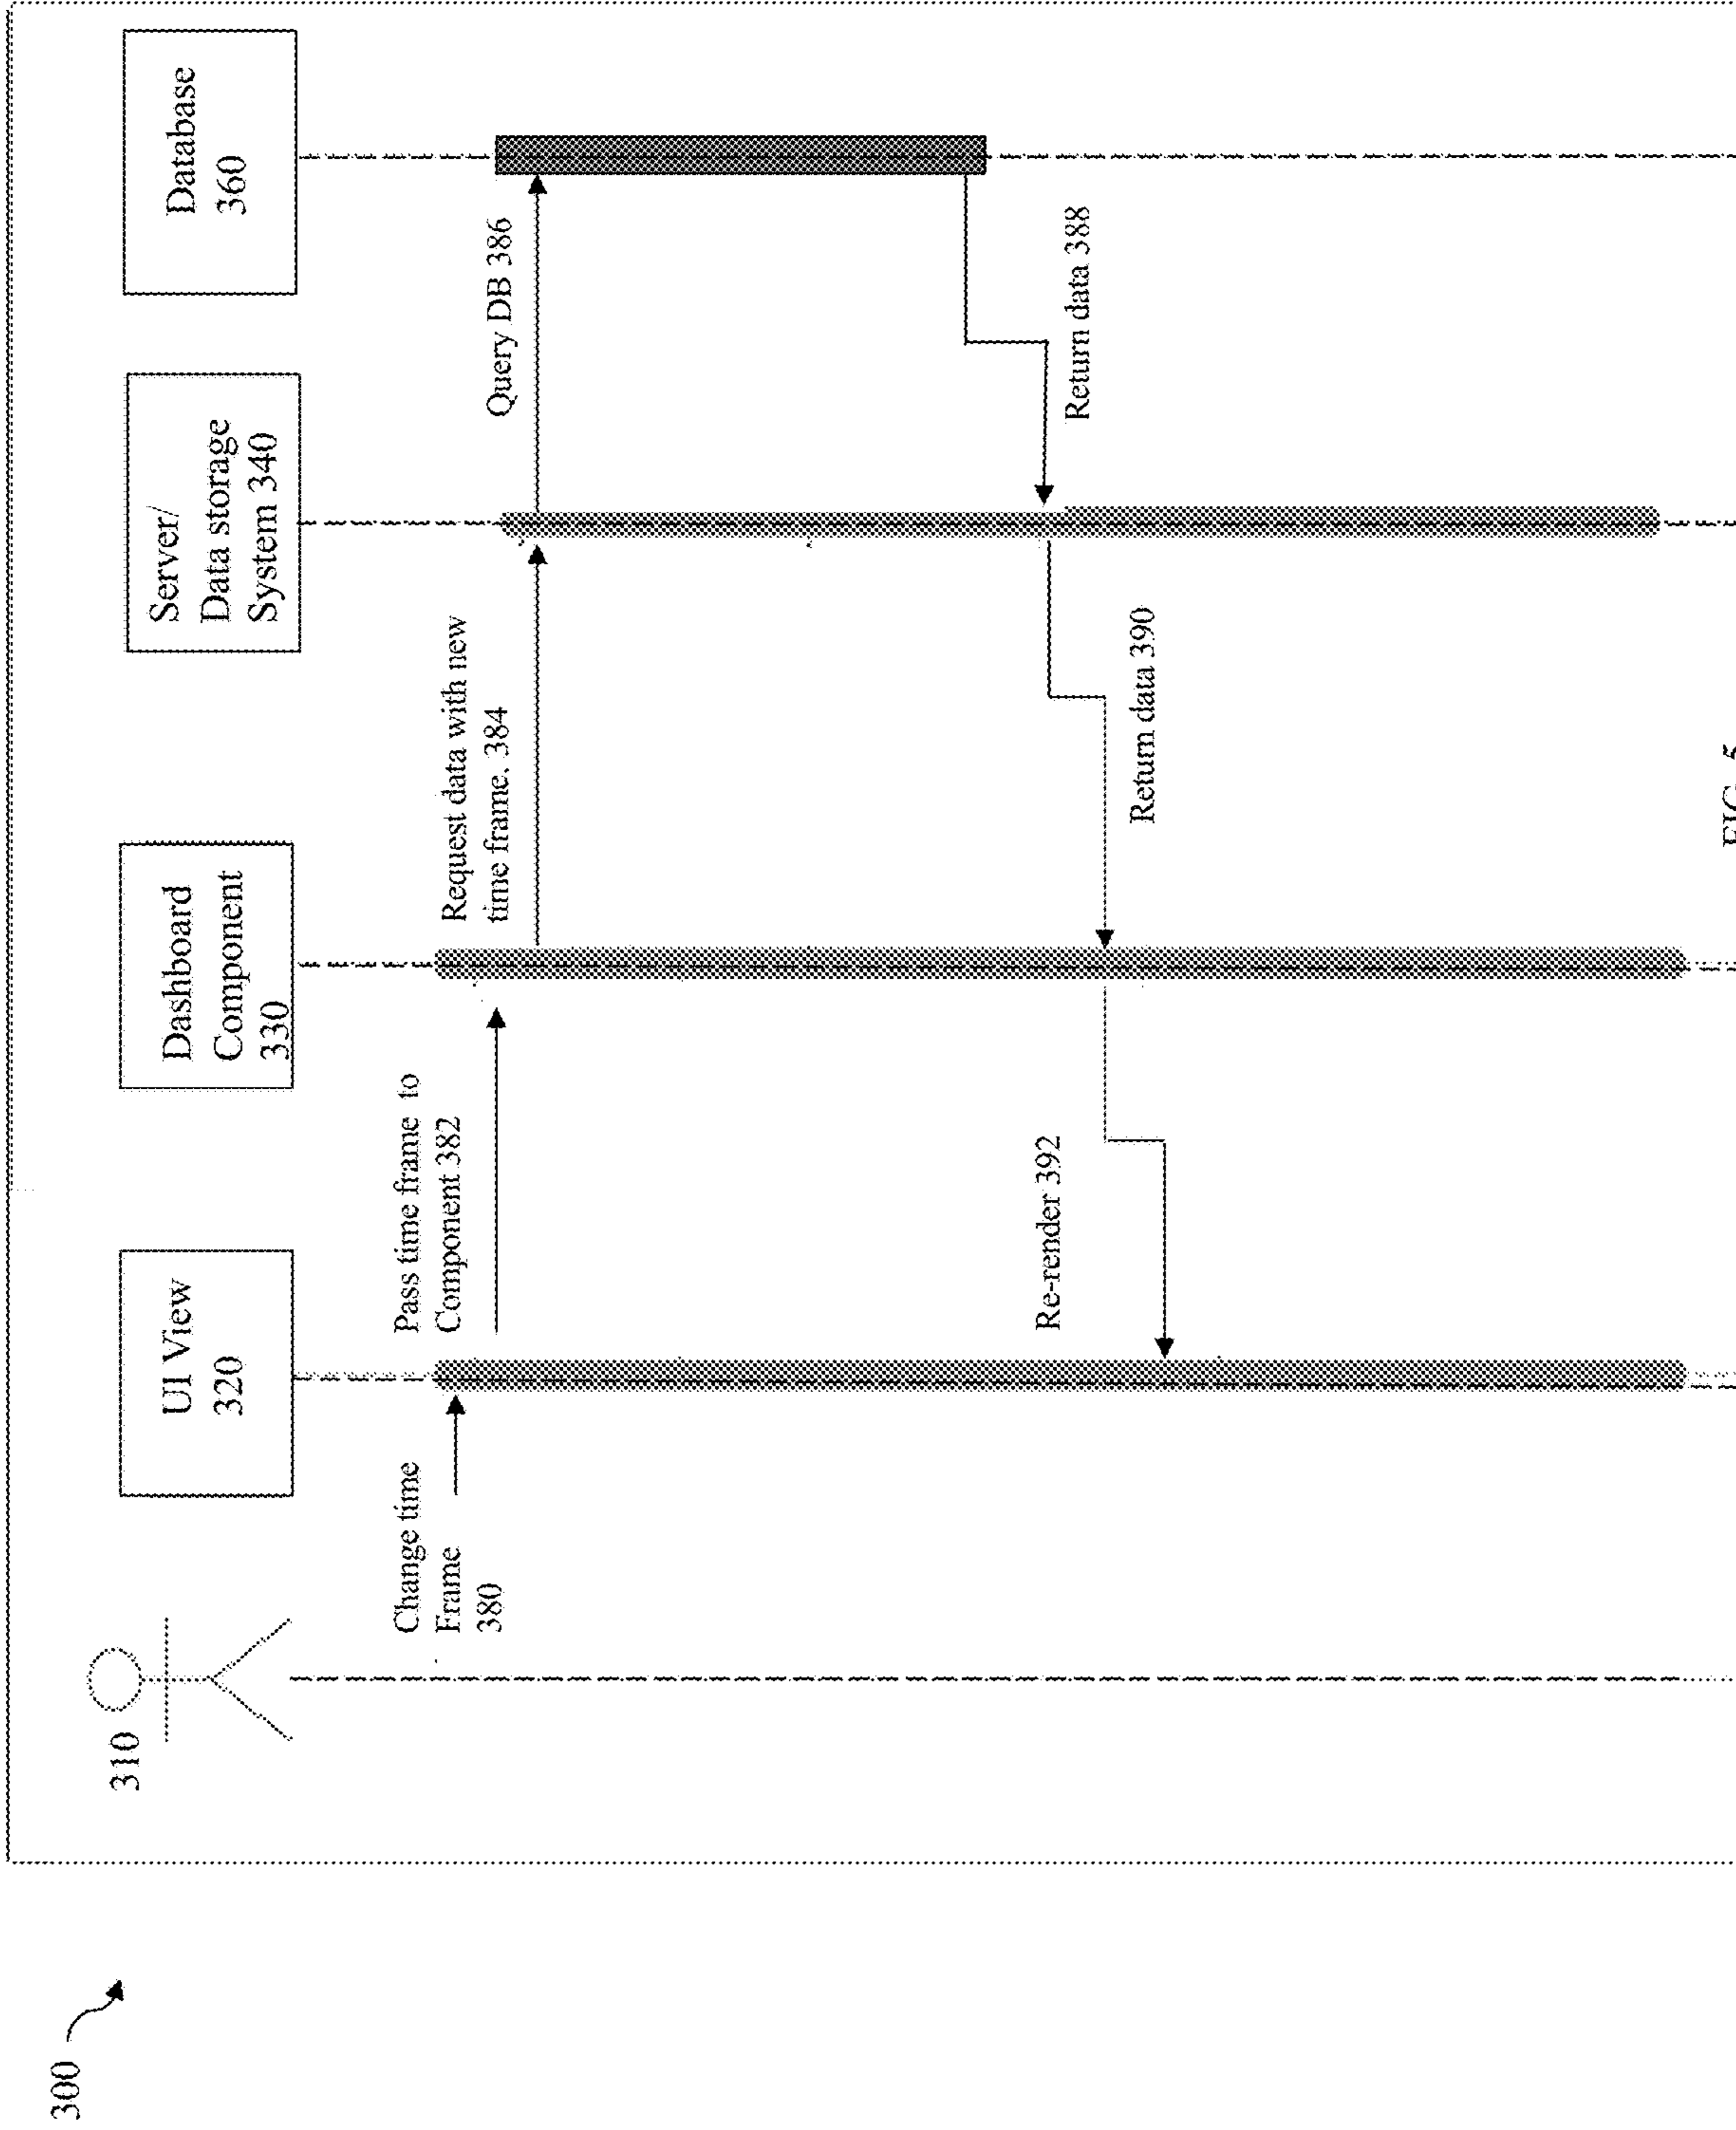 300
310
UI View
320
Dashboard
Component
330
Server/
Data storage
System 340
Database
360
Change time
Frame
380
Pass time frame to
Component 382
Request data with new
time frame. 384
Query DB 386
Return data 388
Return data 390
Re-render 392
FIG. 5